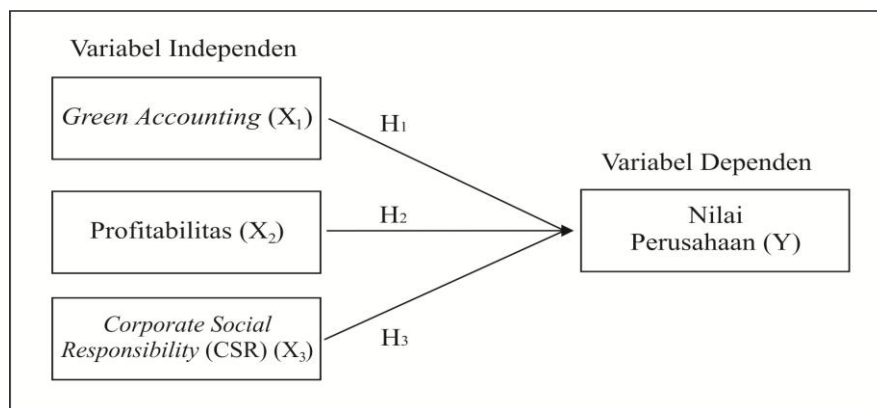 Variabel Independen
Green Accounting (X₁)
H₁
Variabel Dependen
Profitabilitas (X₂)
H₂
Nilai
Perusahaan (Y)
Corporate Social
Responsibility (CSR) (X₃)
H₃